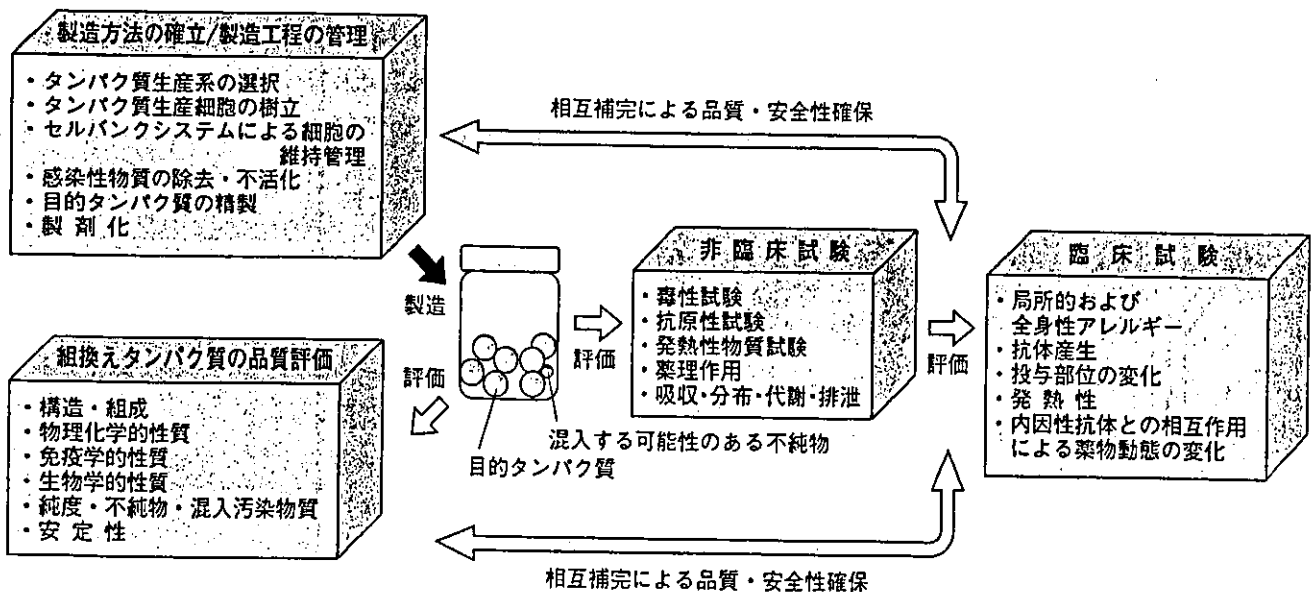 製造方法の確立/製造工程の管理
・タンパク質生産系の選択
・タンパク質生産細胞の樹立
・セルバンクシステムによる細胞の
維持管理
・感染性物質の除去・不活化
・目的タンパク質の精製
・製剤化
相互補完による品質・安全性確保
製造
組換えタンパク質の品質評価
・構造・組成
・物理化学的性質
・免疫学的性質
・生物学的性質
・純度・不純物・混入汚染物質
・安定性
評価
混入する可能性のある不純物
目的タンパク質
評価
非臨床試験
・毒性試験
・抗原性試験
・発熱性物質試験
・薬理作用
・吸収・分布・代謝・排泄
評価
臨床試験
・局所的および
全身性アレルギー
・抗体産生
・投与部位の変化
・発熱性
・内因性抗体との相互作用
による薬物動態の変化
相互補完による品質・安全性確保